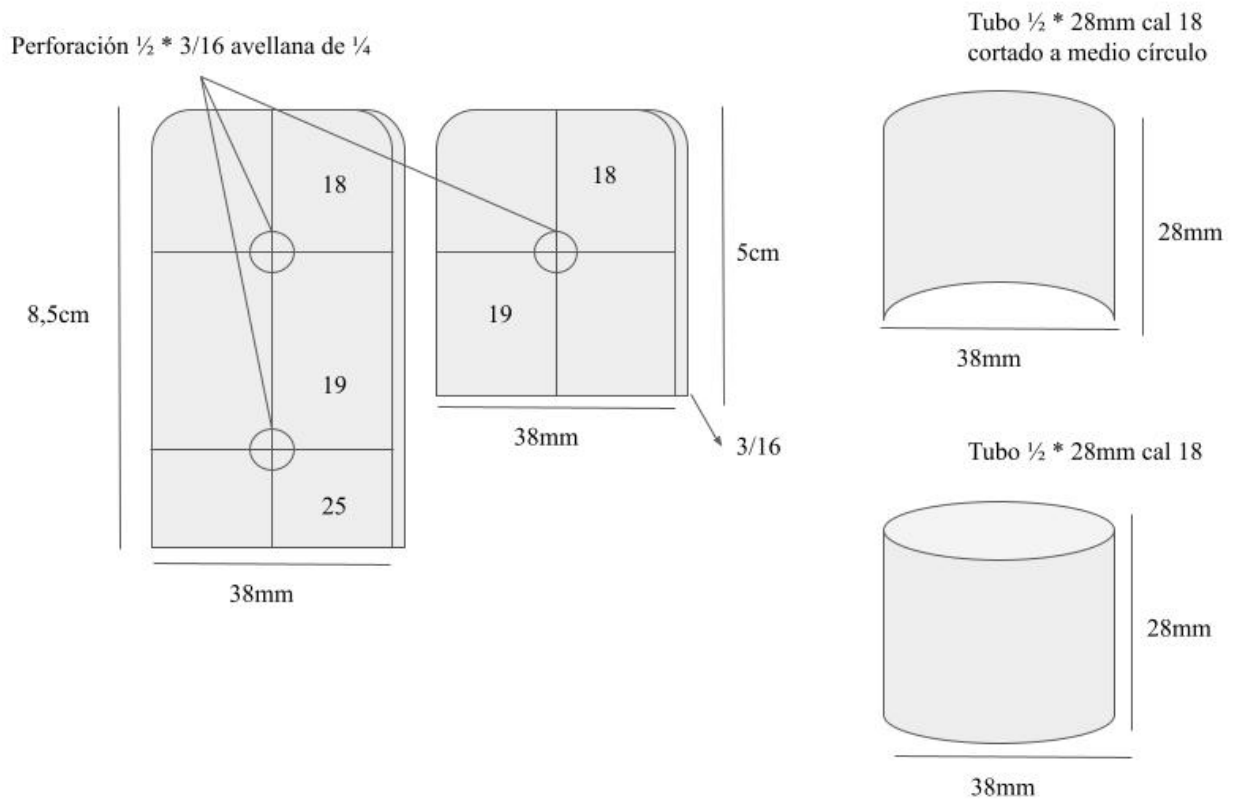 Perforación ½ * 3/16 avellana de ¼
Tubo ½ * 28mm cal 18
cortado a medio círculo
18
18
8,5cm
19
19
5cm
28mm
38mm
38mm
3/16
25
38mm
Tubo ½ * 28mm cal 18
28mm
38mm